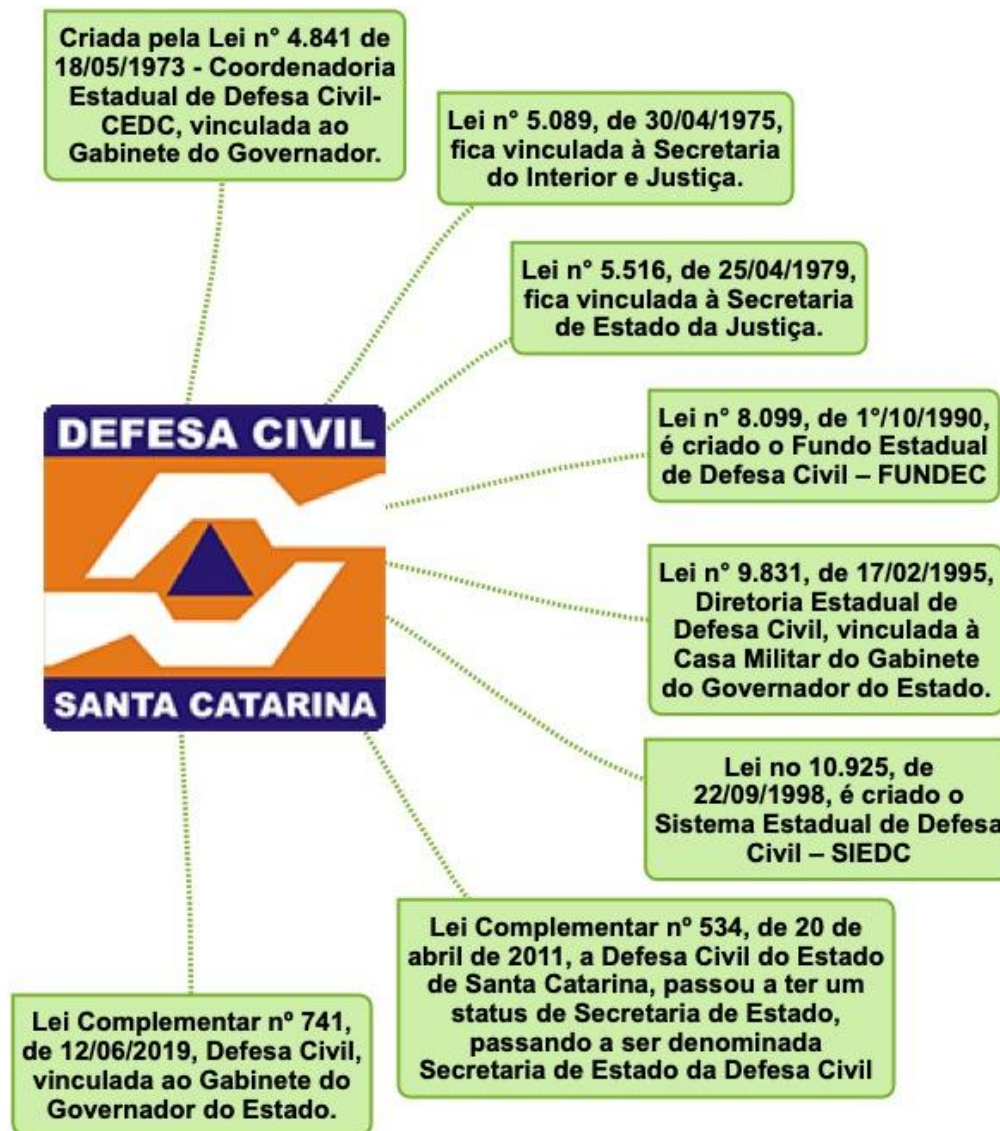 Criada pela Lei n° 4.841 de
18/05/1973 - Coordenadoria
Estadual de Defesa Civil-
CEDC, vinculada ao
Gabinete do Governador.
Lei n° 5.089, de 30/04/1975,
fica vinculada à Secretaria
do Interior e Justiça.
Lei n° 5.516, de 25/04/1979,
fica vinculada à Secretaria
de Estado da Justiça.
Lei n° 8.099, de 1°/10/1990,
é criado o Fundo Estadual
de Defesa Civil – FUNDEC
Lei n° 9.831, de 17/02/1995,
Diretoria Estadual de
Defesa Civil, vinculada à
Casa Militar do Gabinete
do Governador do Estado.
Lei no 10.925, de
22/09/1998, é criado o
Sistema Estadual de Defesa
Civil – SIEDC
Lei Complementar nº 534, de 20 de
abril de 2011, a Defesa Civil do Estado
de Santa Catarina, passou a ter um
status de Secretaria de Estado,
passando a ser denominada
Secretaria de Estado da Defesa Civil
Lei Complementar nº 741,
de 12/06/2019, Defesa Civil,
vinculada ao Gabinete do
Governador do Estado.
DEFESA CIVIL
SANTA CATARINA